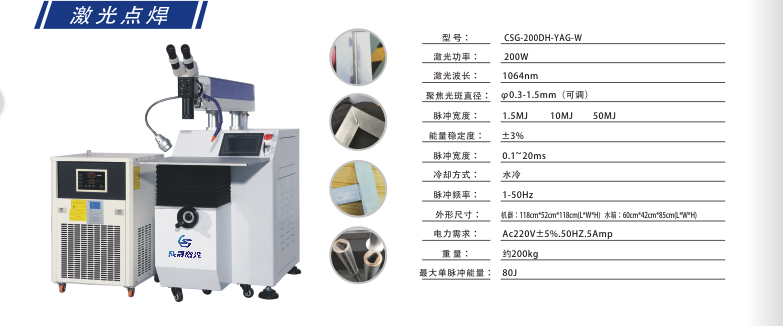 激光点焊
型号： CSG-200DH-YAG-W
激光功率： 200W
激光波长： 1064nm
聚焦光斑直径： φ0.3-1.5mm（可调）
脉冲宽度： 1.5MJ 10MJ 50MJ
能量稳定度： ±3%
脉冲宽度： 0.1~20ms
冷却方式： 水冷
脉冲频率： 1-50Hz
外形尺寸： 机器：118cm*52cm*118cm(L*W*H) 水箱：60cm*42cm*85cm(L*W*H)
电力需求： Ac220V±5%.50HZ.5Amp
重量： 约200kg
最大单脉冲能量： 80J